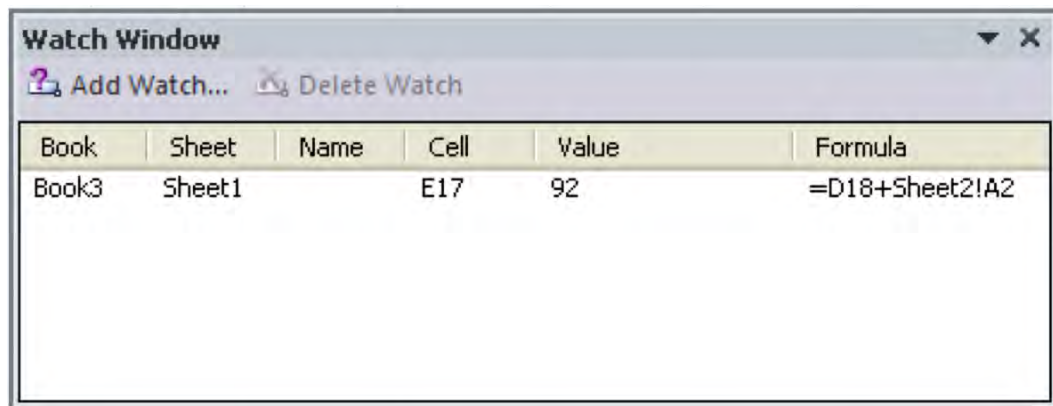 Watch Window
Add Watch... Delete Watch
Book Sheet Name Cell Value Formula
Book3 Sheet1 E17 92 =D18+Sheet2!A2